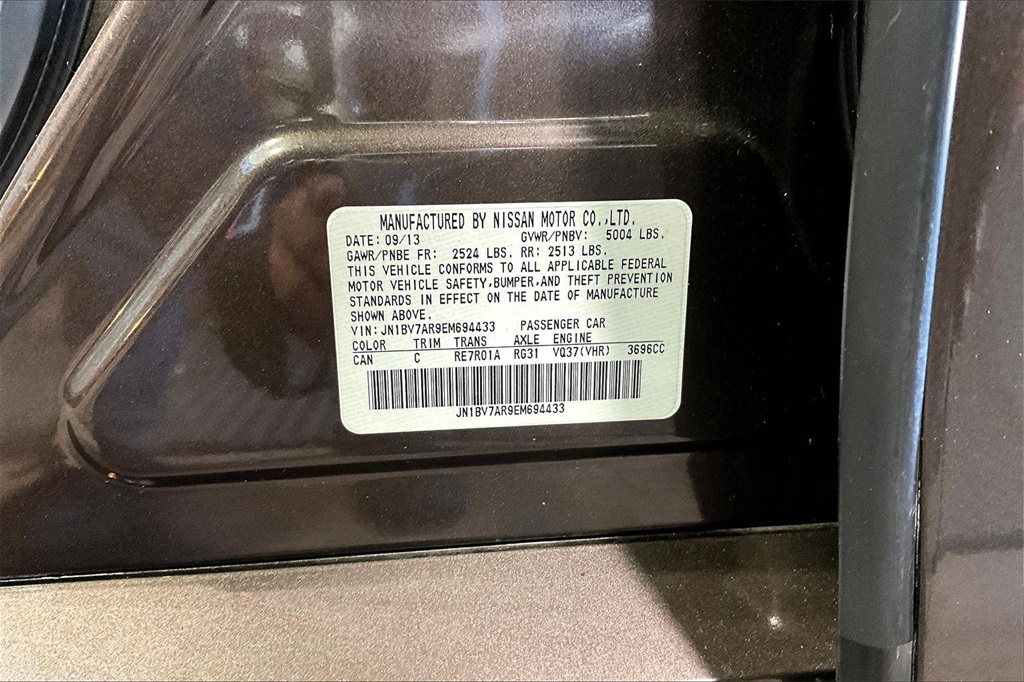 MANUFACTURED BY NISSAN MOTOR CO.,LTD.
DATE: 09/13 GVWR/PNBV: 5004 LBS.
GAWR/PNBE FR: 2524 LBS. RR: 2513 LBS.
THIS VEHICLE CONFORMS TO ALL APPLICABLE FEDERAL
MOTOR VEHICLE SAFETY,BUMPER,AND THEFT PREVENTION
STANDARDS IN EFFECT ON THE DATE OF MANUFACTURE
SHOWN ABOVE.
VIN:JN1BV7AR9EM694433 PASSENGER CAR
COLOR TRIM TRANS AXLE ENGINE
CAN C RE7R01A RG31 VQ37(VHR) 3696CC
JN1BV7AR9EM694433